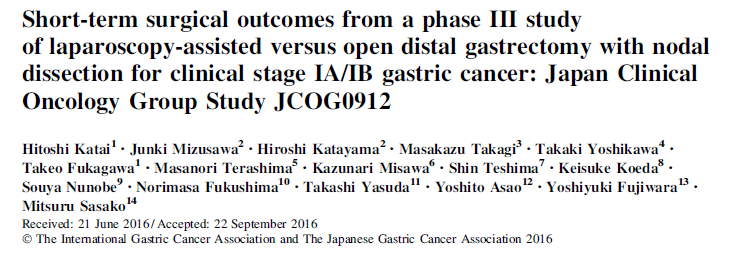 Short-term surgical outcomes from a phase III study
of laparoscopy-assisted versus open distal gastrectomy with nodal
dissection for clinical stage IA/IB gastric cancer: Japan Clinical
Oncology Group Study JCOG0912
Hitoshi Katai1 · Junki Mizusawa2 · Hiroshi Katayama2 · Masakazu Takagi3 · Takaki Yoshikawa4 ·
Takeo Fukagawa1 · Masanori Terashima5 · Kazunari Misawa6 · Shin Teshima7 · Keisuke Koeda8 ·
Souya Nunobe9 · Norimasa Fukushima10 · Takashi Yasuda11 · Yoshito Asao12 · Yoshiyuki Fujiwara13 ·
Mitsuru Sasako14
Received: 21 June 2016 / Accepted: 22 September 2016
© The International Gastric Cancer Association and The Japanese Gastric Cancer Association 2016